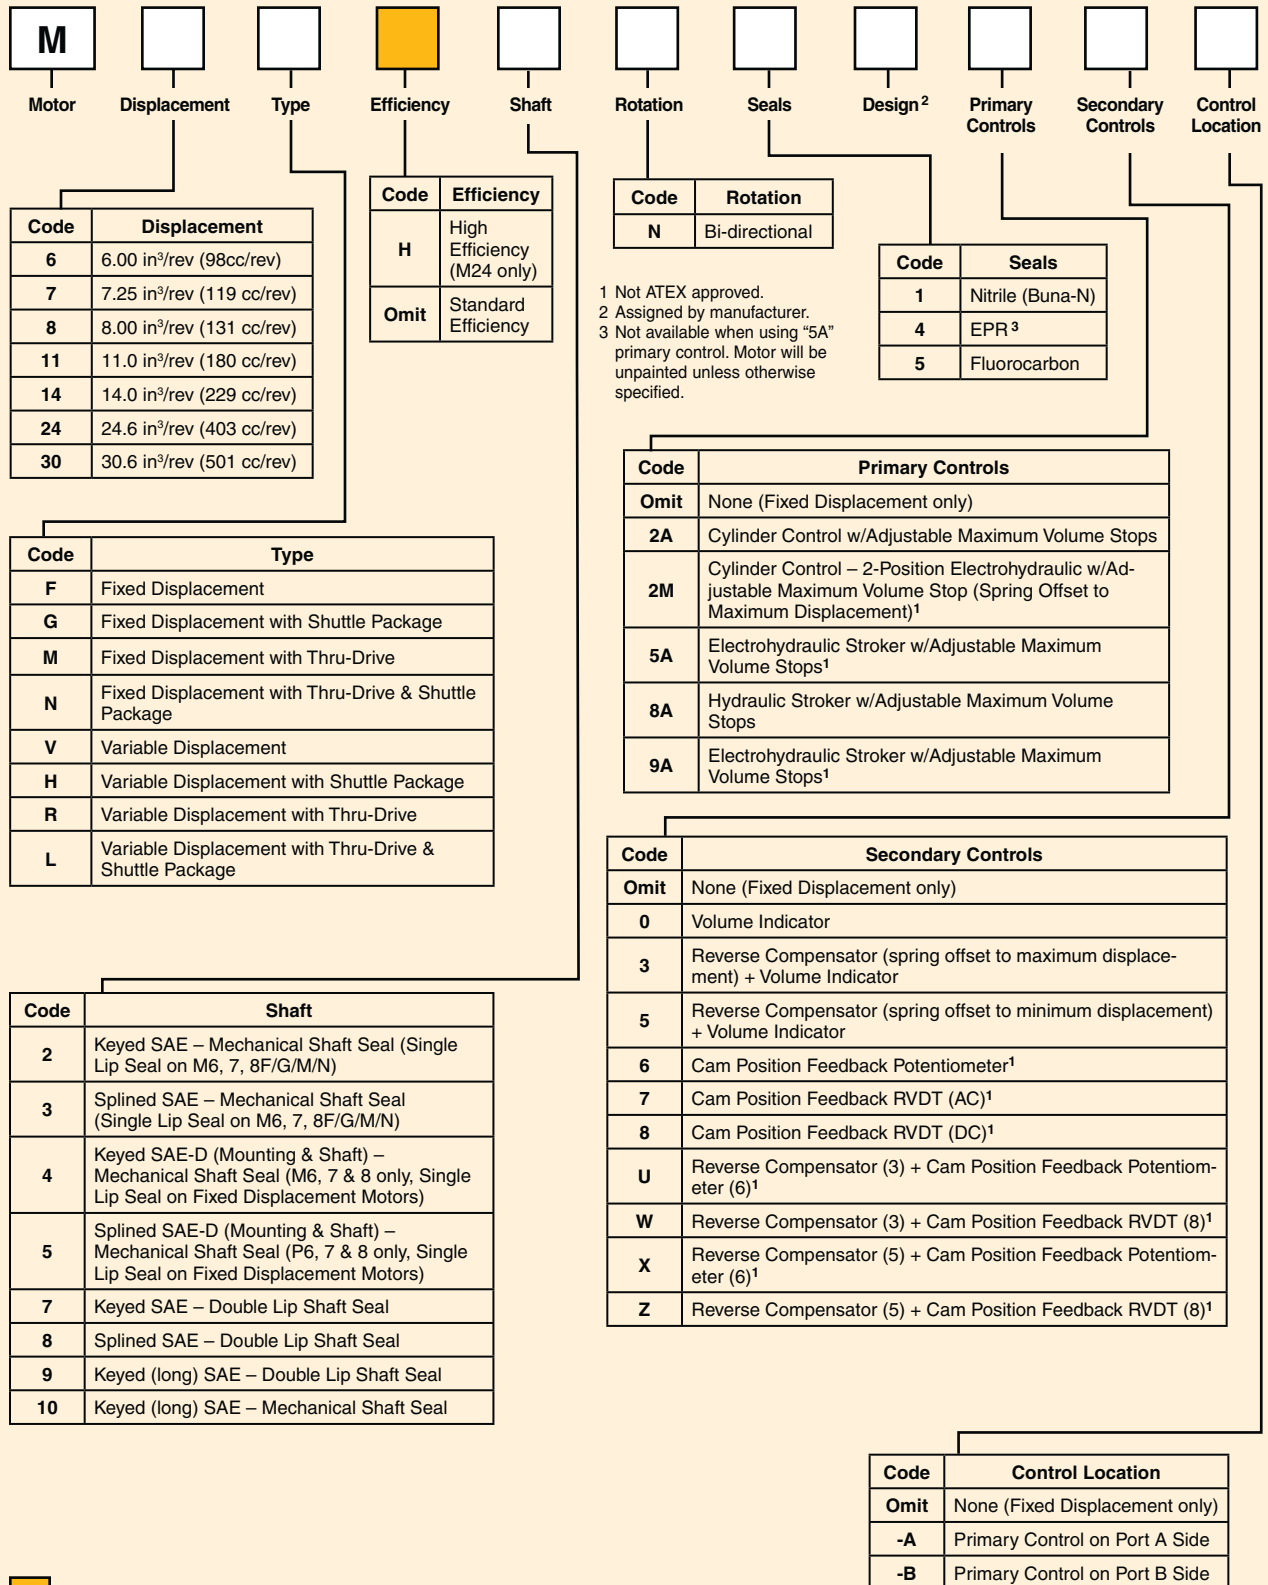 M
Motor
Displacement
Type
Efficiency
Shaft
Rotation
Seals
Design 2
Primary
Controls
Secondary
Controls
Control
Location
Code Displacement
6 6.00 in³/rev (98cc/rev)
7 7.25 in³/rev (119 cc/rev)
8 8.00 in³/rev (131 cc/rev)
11 11.0 in³/rev (180 cc/rev)
14 14.0 in³/rev (229 cc/rev)
24 24.6 in³/rev (403 cc/rev)
30 30.6 in³/rev (501 cc/rev)
Code Efficiency
H High
Efficiency
(M24 only)
Omit Standard
Efficiency
Code Rotation
N Bi-directional
1 Not ATEX approved.
2 Assigned by manufacturer.
3 Not available when using “5A”
primary control. Motor will be
unpainted unless otherwise
specified.
Code Seals
1 Nitrile (Buna-N)
4 EPR 3
5 Fluorocarbon
Code Type
F Fixed Displacement
G Fixed Displacement with Shuttle Package
M Fixed Displacement with Thru-Drive
N Fixed Displacement with Thru-Drive & Shuttle
Package
V Variable Displacement
H Variable Displacement with Shuttle Package
R Variable Displacement with Thru-Drive
L Variable Displacement with Thru-Drive &
Shuttle Package
Code Primary Controls
Omit None (Fixed Displacement only)
2A Cylinder Control w/Adjustable Maximum Volume Stops
2M Cylinder Control – 2-Position Electrohydraulic w/Ad-
justable Maximum Volume Stop (Spring Offset to
Maximum Displacement)1
5A Electrohydraulic Stroker w/Adjustable Maximum
Volume Stops1
8A Hydraulic Stroker w/Adjustable Maximum Volume
Stops
9A Electrohydraulic Stroker w/Adjustable Maximum
Volume Stops1
Code Secondary Controls
Omit None (Fixed Displacement only)
0 Volume Indicator
3 Reverse Compensator (spring offset to maximum displace-
ment) + Volume Indicator
5 Reverse Compensator (spring offset to minimum displacement)
+ Volume Indicator
6 Cam Position Feedback Potentiometer1
7 Cam Position Feedback RVDT (AC)1
8 Cam Position Feedback RVDT (DC)1
U Reverse Compensator (3) + Cam Position Feedback Potentiom-
eter (6)1
W Reverse Compensator (3) + Cam Position Feedback RVDT (8)1
X Reverse Compensator (5) + Cam Position Feedback Potentiom-
eter (6)1
Z Reverse Compensator (5) + Cam Position Feedback RVDT (8)1
Code Shaft
2 Keyed SAE – Mechanical Shaft Seal (Single
Lip Seal on M6, 7, 8F/G/M/N)
3 Splined SAE – Mechanical Shaft Seal
(Single Lip Seal on M6, 7, 8F/G/M/N)
4 Keyed SAE-D (Mounting & Shaft) –
Mechanical Shaft Seal (M6, 7 & 8 only, Single
Lip Seal on Fixed Displacement Motors)
5 Splined SAE-D (Mounting & Shaft) –
Mechanical Shaft Seal (P6, 7 & 8 only, Single
Lip Seal on Fixed Displacement Motors)
7 Keyed SAE – Double Lip Shaft Seal
8 Splined SAE – Double Lip Shaft Seal
9 Keyed (long) SAE – Double Lip Shaft Seal
10 Keyed (long) SAE – Mechanical Shaft Seal
Code Control Location
Omit None (Fixed Displacement only)
-A Primary Control on Port A Side
-B Primary Control on Port B Side